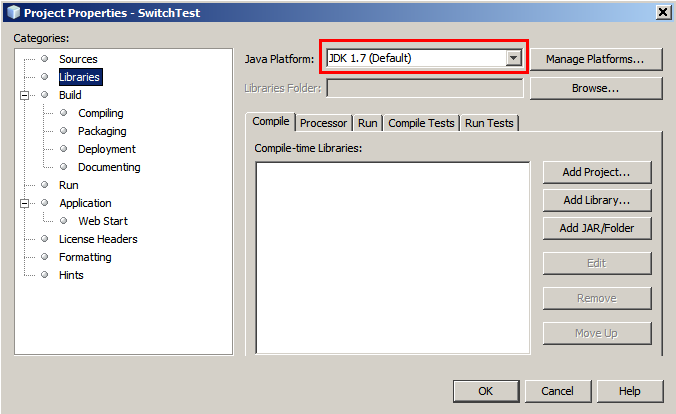 Project Properties - SwitchTest
Categories:
Sources
Libraries
Build
Compiling
Packaging
Deployment
Documenting
Run
Application
Web Start
License Headers
Formatting
Hints
Java Platform: JDK 1.7 (Default) Manage Platforms...
Libraries Folder: Browse...
Compile Processor Run Compile Tests Run Tests
Compile-time Libraries:
Add Project...
Add Library...
Add JAR/Folder
Edit
Remove
Move Up
OK Cancel Help